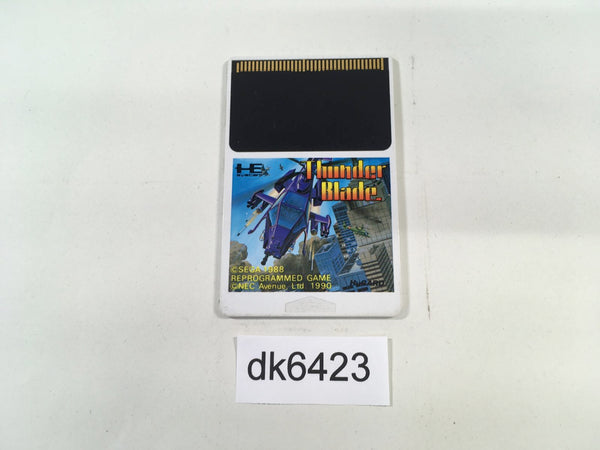 Thunder
Blade
©SEGA 1988
REPROGRAMMED GAME
©NEC Avenue, Ltd. 1990
dk6423